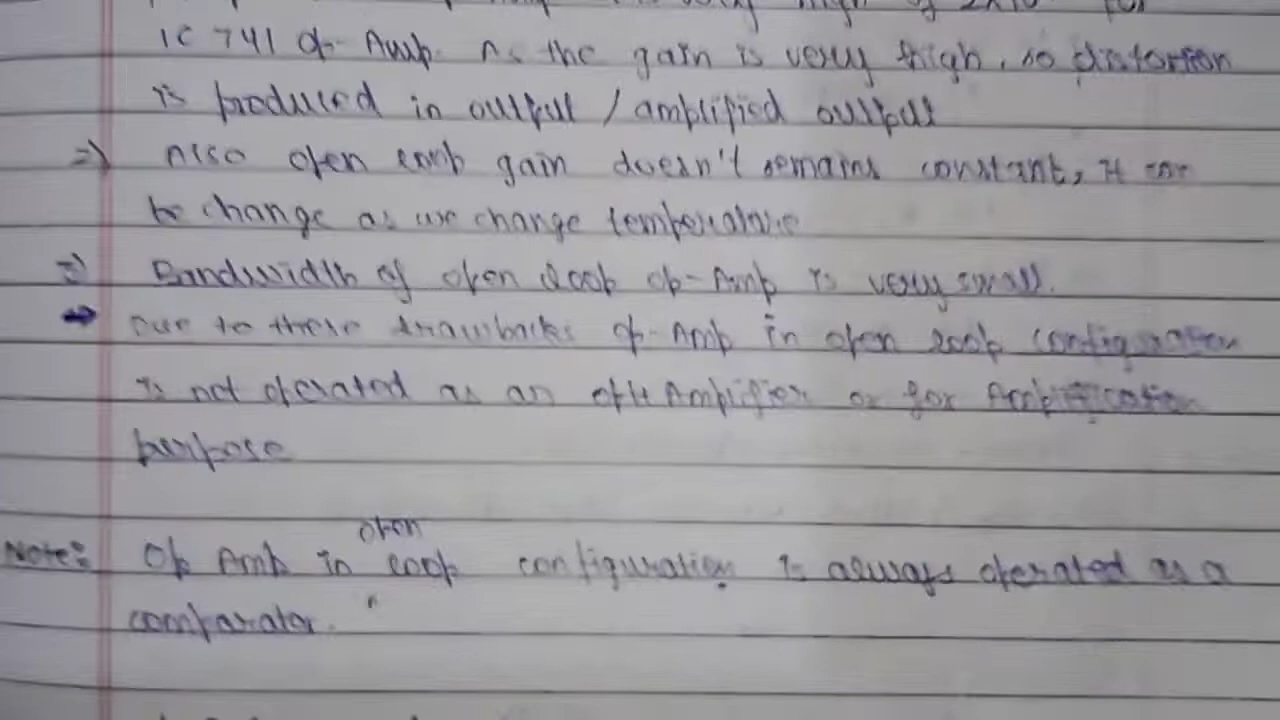 IC 741 op-Amp. As the gain is very high, so distortion
is produced in output / amplified output
=) Also open loop gain doesn't remains constant, it
to change as we change temperature
=) Bandwidth of open loop op-Amp is very small.
→ Due to these drawbacks op-Amp in open loop configuration
is not operated as an Amplifier or for Amplification
purpose
Note: Op Amp in open loop configuration is always operated as a
comparator.